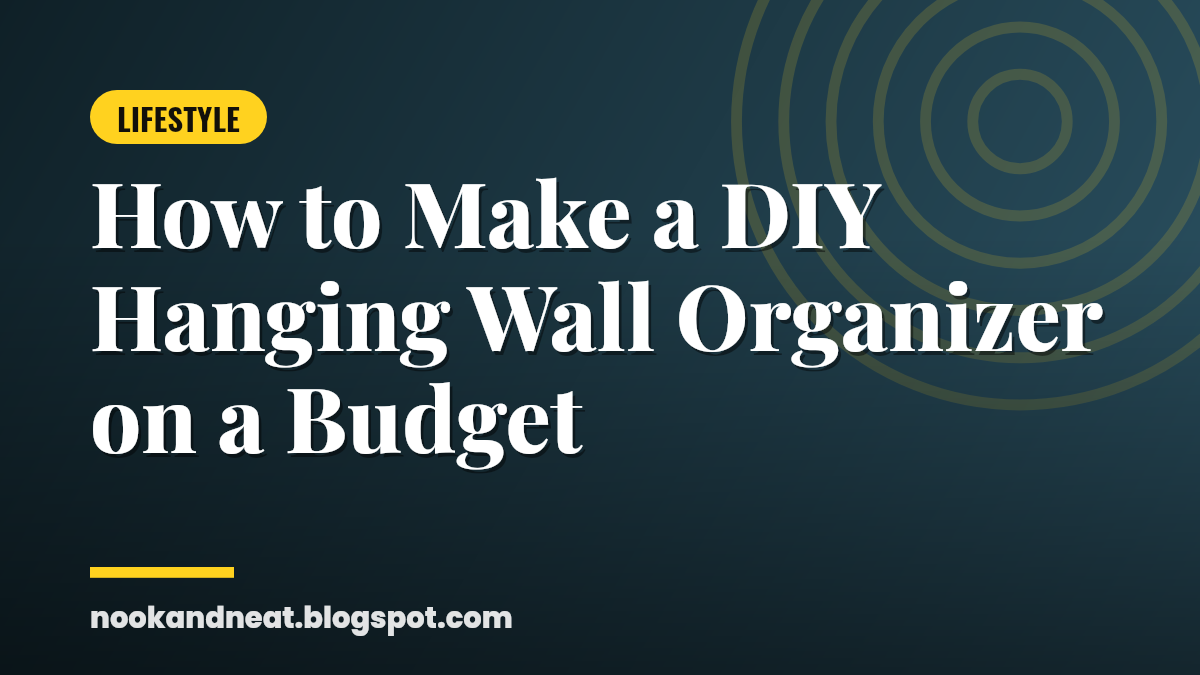 LIFESTYLE
How to Make a DIY
Hanging Wall Organizer
on a Budget
nookandneat.blogspot.com